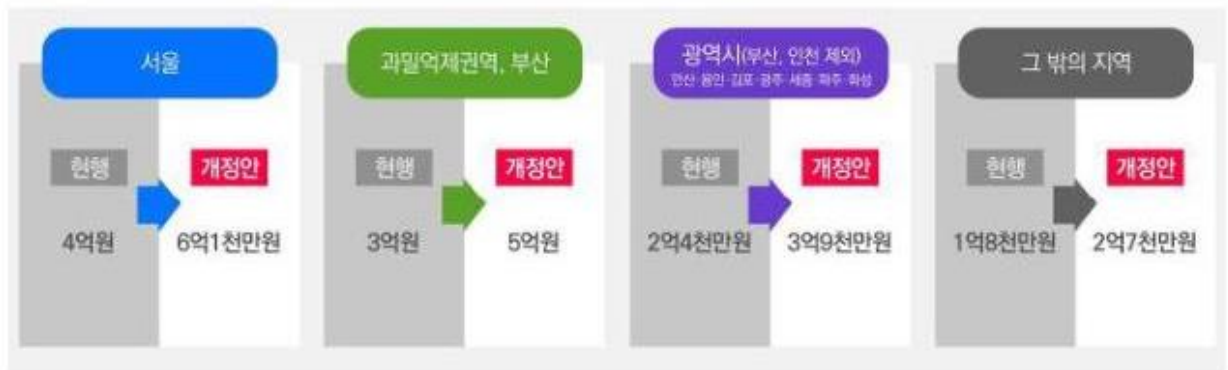 서울
현행
개정안
4억원
6억1천만원
과밀억제권역, 부산
현행
개정안
3억원
5억원
광역시(부산, 인천 제외)
안산 용인 김포 광주 세종 파주 화성
현행
개정안
2억4천만원
3억9천만원
그 밖의 지역
현행
개정안
1억8천만원
2억7천만원